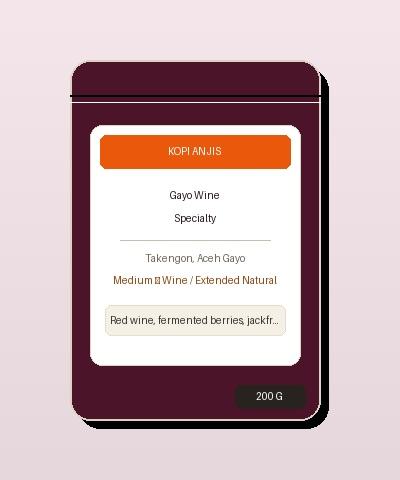 KOPI ANJIS
Gayo Wine
Specialty
Takengon, Aceh Gayo
Medium Wine / Extended Natural
Red wine, fermented berries, jackfr...
200 G